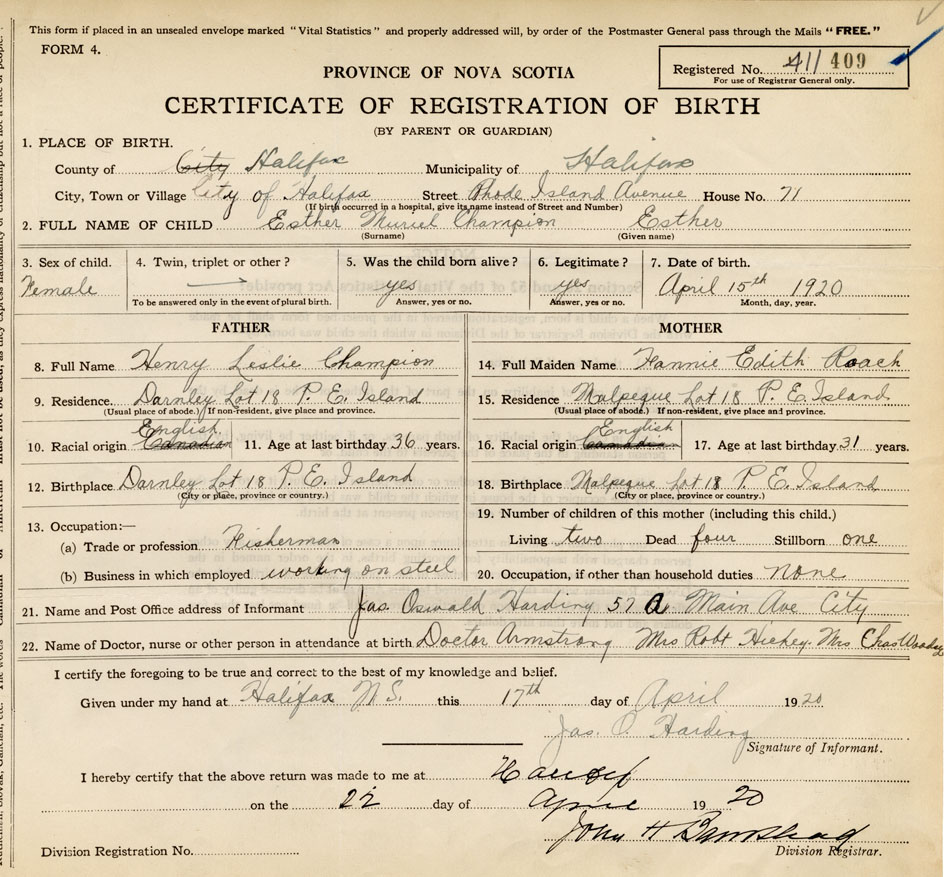 This form if placed in an unsealed envelope marked "Vital Statistics" and properly addressed will, by order of the Postmaster General pass through the Mails "FREE."
FORM 4.
Registered No. 411 409
For use of Registrar General only.
PROVINCE OF NOVA SCOTIA
CERTIFICATE OF REGISTRATION OF BIRTH
(BY PARENT OR GUARDIAN)
1. PLACE OF BIRTH.
County of City Halifax Municipality of Halifax
City, Town or Village City of Halifax Street Rhode Island Avenue House No. 71
(If birth occurred in a hospital, give its name instead of Street and Number)
2. FULL NAME OF CHILD Esther Muriel Champion Esther
(Surname) (Given name)
3. Sex of child. 4. Twin, triplet or other? 5. Was the child born alive? 6. Legitimate? 7. Date of birth.
Female yes yes April 15th 1920
To be answered only in the event of plural birth. Answer, yes or no. Answer, yes or no. Month, day, year.
FATHER MOTHER
8. Full Name Henry Leslie Champion 14. Full Maiden Name Fannie Edith Roach
9. Residence. Darnley Lot 18 P. E. Island 15. Residence Malpeque Lot 18 P. E. Island
(Usual place of abode.) If non-resident, give place and province. (Usual place of abode.) If non-resident, give place and province.
English English
10. Racial origin Canadian 11. Age at last birthday 36 years. 16. Racial origin Canadian 17. Age at last birthday 31 years.
12. Birthplace Darnley Lot 18 P. E. Island 18. Birthplace Malpeque Lot 18 P. E. Island
(City or place, province or country.) (City or place, province or country.)
13. Occupation:— 19. Number of children of this mother (including this child.)
(a) Trade or profession Fisherman Living two Dead four Stillborn one
(b) Business in which employed working on steel 20. Occupation, if other than household duties none
21. Name and Post Office address of Informant Jas. Oswald Harding 57 A Main Ave City
22. Name of Doctor, nurse or other person in attendance at birth Doctor Armstrong Mrs Robt Hickey, Mrs Chas
I certify the foregoing to be true and correct to the best of my knowledge and belief.
Given under my hand at Halifax N.S. this 17th day of April 1920
Jas. O. Harding
Signature of Informant.
I hereby certify that the above return was made to me at
on the 22 day of April 1920
John H
Division Registration No. Division Registrar.